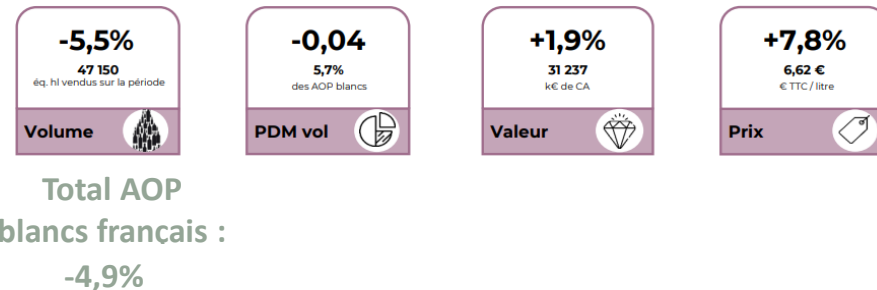 -5,5%
47 150
éq. hl vendus sur la période
Volume
-0,04
5,7%
des AOP blancs
PDM vol
+1,9%
31 237
k€ de CA
Valeur
+7,8%
6,62 €
€ TTC / litre
Prix
Total AOP
blancs français :
-4,9%